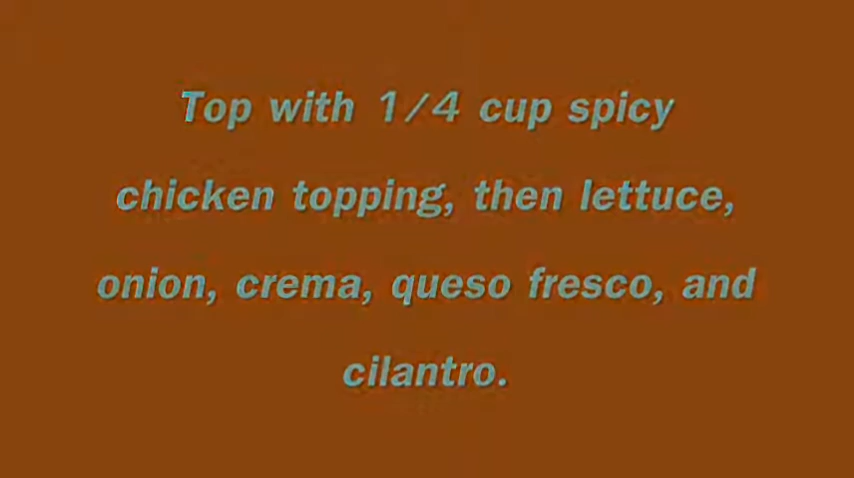 Top with 1/4 cup spicy
chicken topping, then lettuce,
onion, crema, queso fresco, and
cilantro.